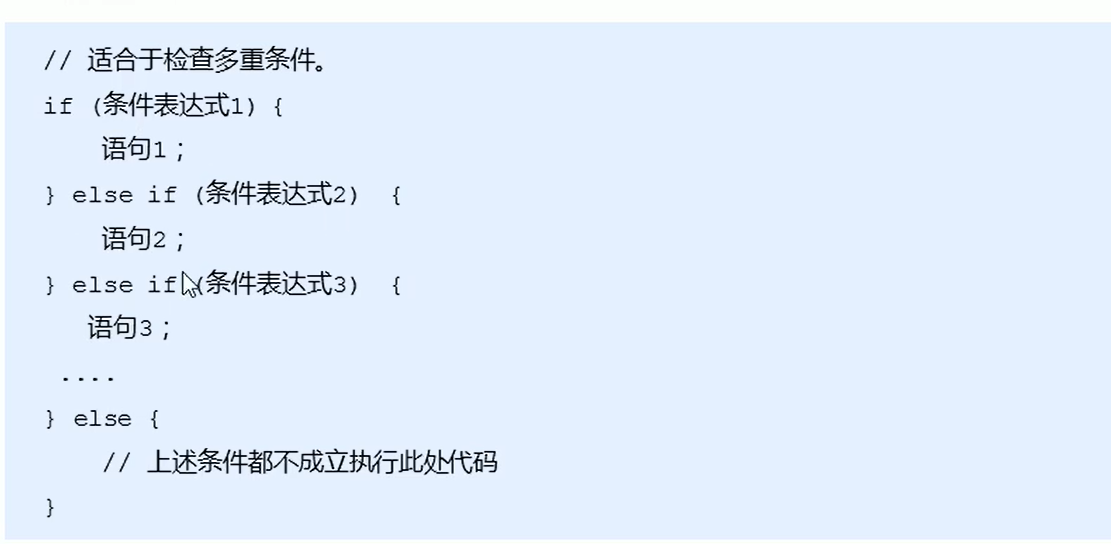 // 适合于检查多重条件。
if (条件表达式1) {
    语句1；
} else if (条件表达式2)  {
    语句2；
} else if (条件表达式3)  {
   语句3；
 ....
} else {
    // 上述条件都不成立执行此处代码
}